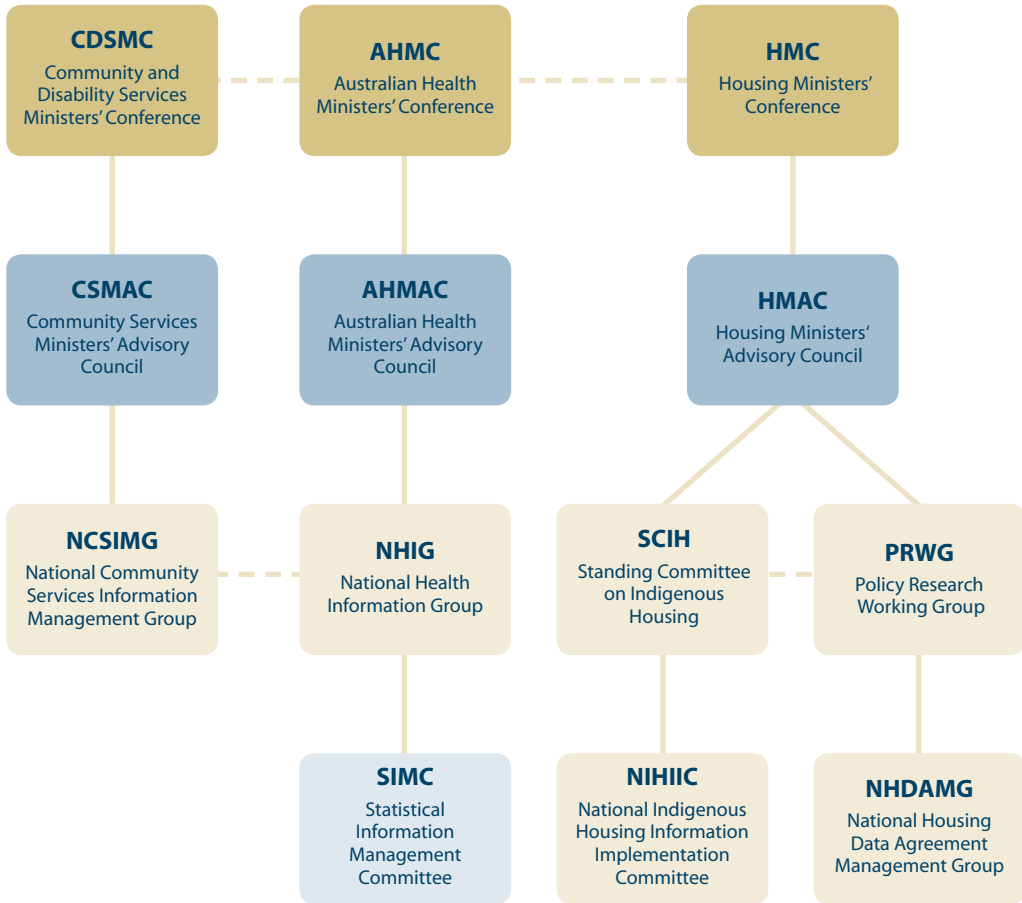 CDSMC
Community and
Disability Services
Ministers’ Conference
AHMC
Australian Health
Ministers’ Conference
HMC
Housing Ministers’
Conference
CSMAC
Community Services
Ministers’ Advisory
Council
AHMAC
Australian Health
Ministers’ Advisory
Council
HMAC
Housing Ministers‘
Advisory Council
NCSIMG
National Community
Services Information
Management Group
NHIG
National Health
Information Group
SCIH
Standing Committee
on Indigenous
Housing
PRWG
Policy Research
Working Group
SIMC
Statistical
Information
Management
Committee
NIHIIC
National Indigenous
Housing Information
Implementation
Committee
NHDAMG
National Housing
Data Agreement
Management Group